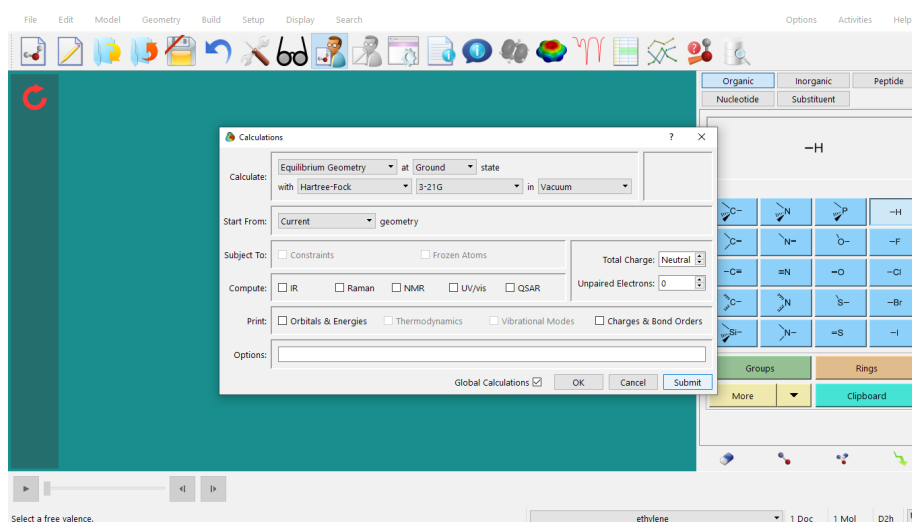 File Edit Model Geometry Build Setup Display Search Options Activities Help
Organic Inorganic Peptide
Nucleotide Substituent
−H
Calculations ? ×
Calculate: Equilibrium Geometry at Ground state
with Hartree-Fock 3-21G in Vacuum
Start From: Current geometry
Subject To: Constraints Frozen Atoms
Total Charge: Neutral
Compute: IR Raman NMR UV/vis QSAR
Unpaired Electrons: 0
Print: Orbitals & Energies Thermodynamics Vibrational Modes Charges & Bond Orders
Options:
Global Calculations OK Cancel Submit
C− N P −H
C= N= O− −F
−C≡ ≡N =O −Cl
C− N S− −Br
Si− N− =S −I
Groups Rings
More Clipboard
Select a free valence. ethylene 1 Doc 1 Mol D2h